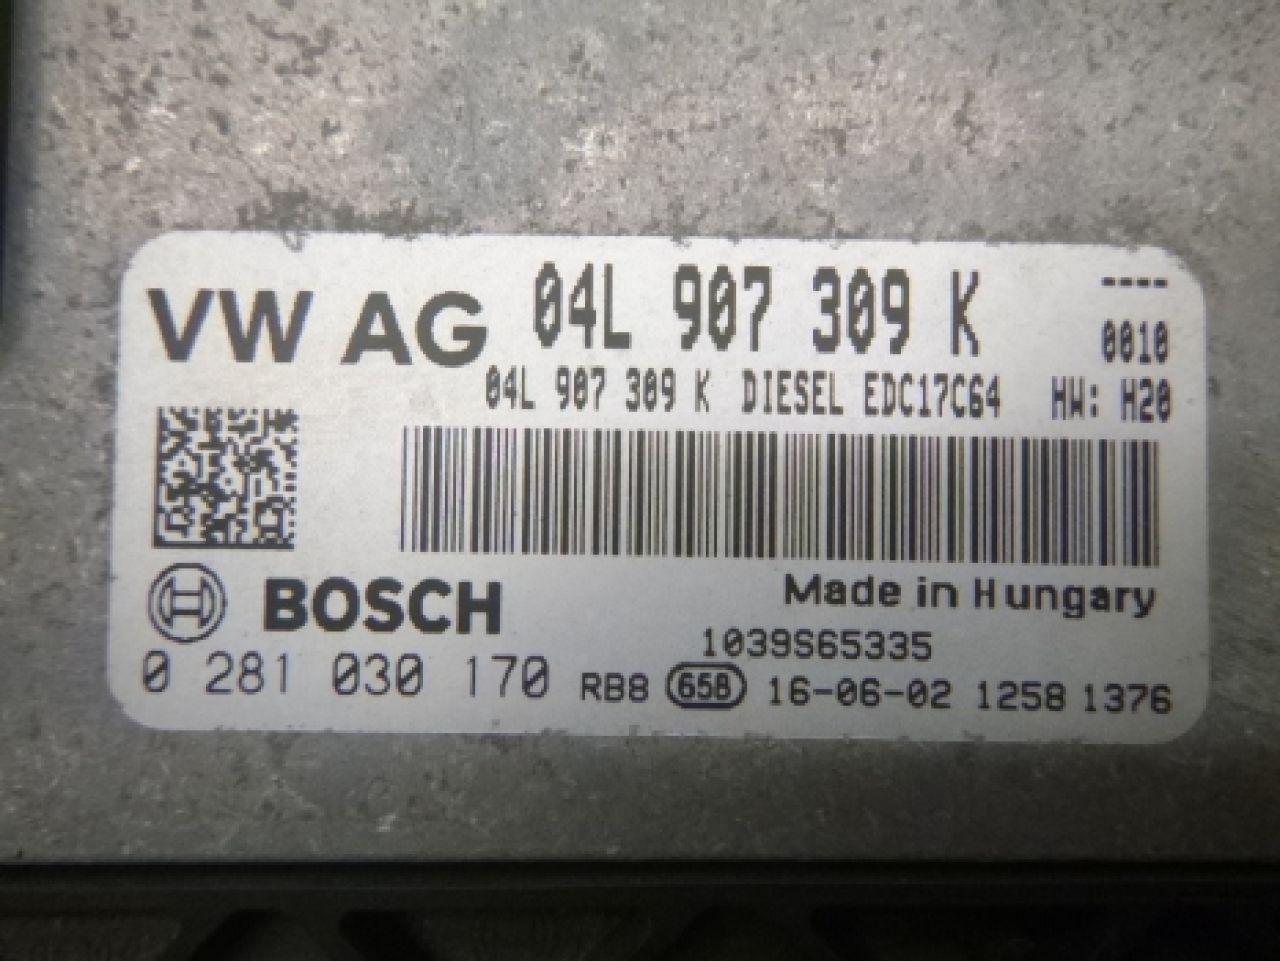 VW AG 04L 907 309 K ----
0010
04L 907 309 K DIESEL EDC17C64 HW: H20
BOSCH Made in Hungary
1039S65335
0 281 030 170 RB8 658 16-06-02 1258 1376